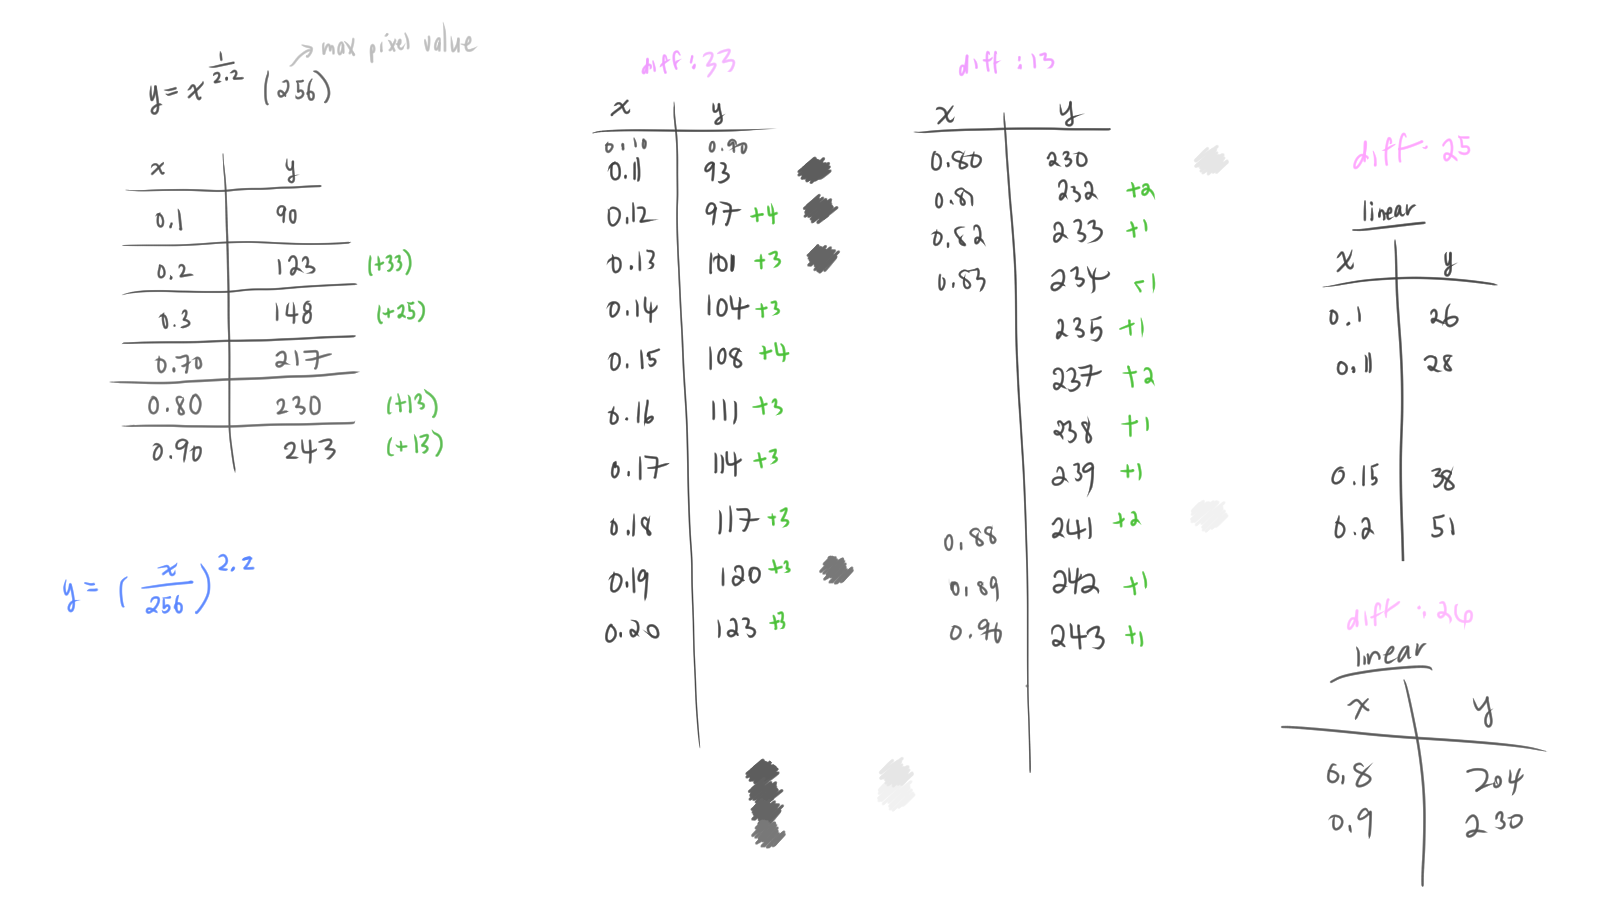 y = x^(1/2.2) (256)
→ max pixel value
x y
0.1 90
0.2 123 (+33)
0.3 148 (+25)
0.70 217
0.80 230 (+13)
0.90 243 (+13)
y = (x/256)^2.2
diff : 33
x y
0.10 0.90
0.11 93
0.12 97 +4
0.13 101 +3
0.14 104 +3
0.15 108 +4
0.16 111 +3
0.17 114 +3
0.18 117 +3
0.19 120 +3
0.20 123 +3
diff : 13
x y
0.80 230
0.81 232 +2
0.82 233 +1
0.83 234 +1
235 +1
237 +2
238 +1
239 +1
0.88 241 +2
0.89 242 +1
0.90 243 +1
diff: 25
linear
x y
0.1 26
0.11 28
0.15 38
0.2 51
diff : 26
linear
x y
0.8 204
0.9 230